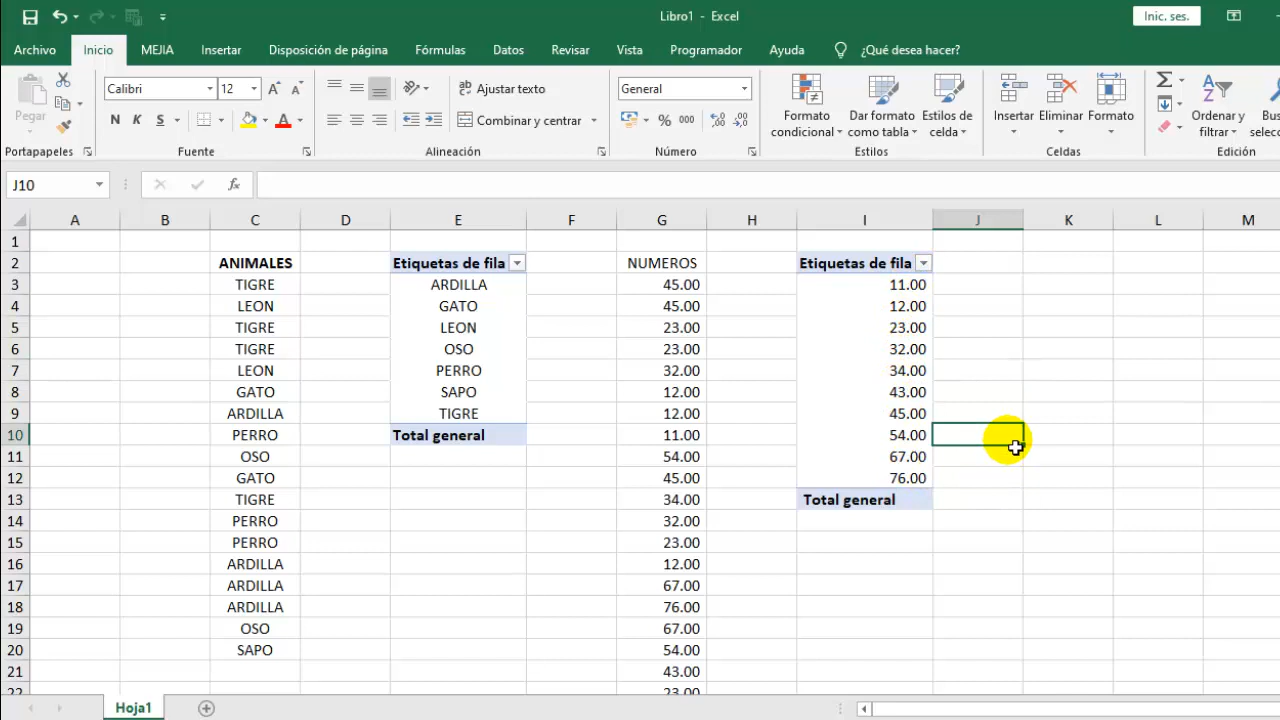 Libro1 - Excel
Inic. ses.
Archivo Inicio MEJIA Insertar Disposición de página Fórmulas Datos Revisar Vista Programador Ayuda ¿Qué desea hacer?
Pegar
Portapapeles
Calibri 12
N K S
Fuente
Ajustar texto
Combinar y centrar
Alineación
General
% 000
Número
Formato condicional
Dar formato como tabla
Estilos de celda
Estilos
Insertar Eliminar Formato
Celdas
Ordenar y filtrar
Edición
J10 fx
A B C D E F G H I J K L M
1
2 ANIMALES Etiquetas de fila NUMEROS Etiquetas de fila
3 TIGRE ARDILLA 45.00 11.00
4 LEON GATO 45.00 12.00
5 TIGRE LEON 23.00 23.00
6 TIGRE OSO 23.00 32.00
7 LEON PERRO 32.00 34.00
8 GATO SAPO 12.00 43.00
9 ARDILLA TIGRE 12.00 45.00
10 PERRO Total general 11.00 54.00
11 OSO 54.00 67.00
12 GATO 45.00 76.00
13 TIGRE 34.00 Total general
14 PERRO 32.00
15 PERRO 23.00
16 ARDILLA 12.00
17 ARDILLA 67.00
18 ARDILLA 76.00
19 OSO 67.00
20 SAPO 54.00
21 43.00
22 23.00
Hoja1